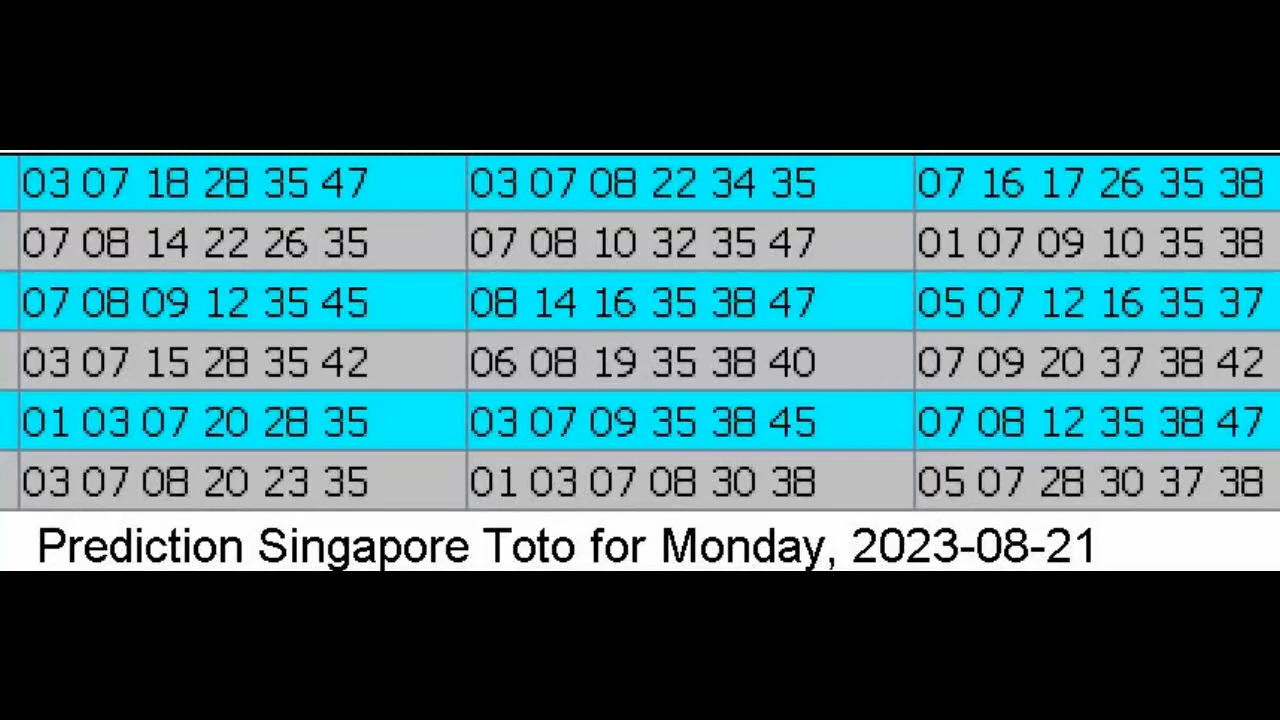 03 07 18 28 35 47 03 07 08 22 34 35 07 16 17 26 35 38
07 08 14 22 26 35 07 08 10 32 35 47 01 07 09 10 35 38
07 08 09 12 35 45 08 14 16 35 38 47 05 07 12 16 35 37
03 07 15 28 35 42 06 08 19 35 38 40 07 09 20 37 38 42
01 03 07 20 28 35 03 07 09 35 38 45 07 08 12 35 38 47
03 07 08 20 23 35 01 03 07 08 30 38 05 07 28 30 37 38
Prediction Singapore Toto for Monday, 2023-08-21